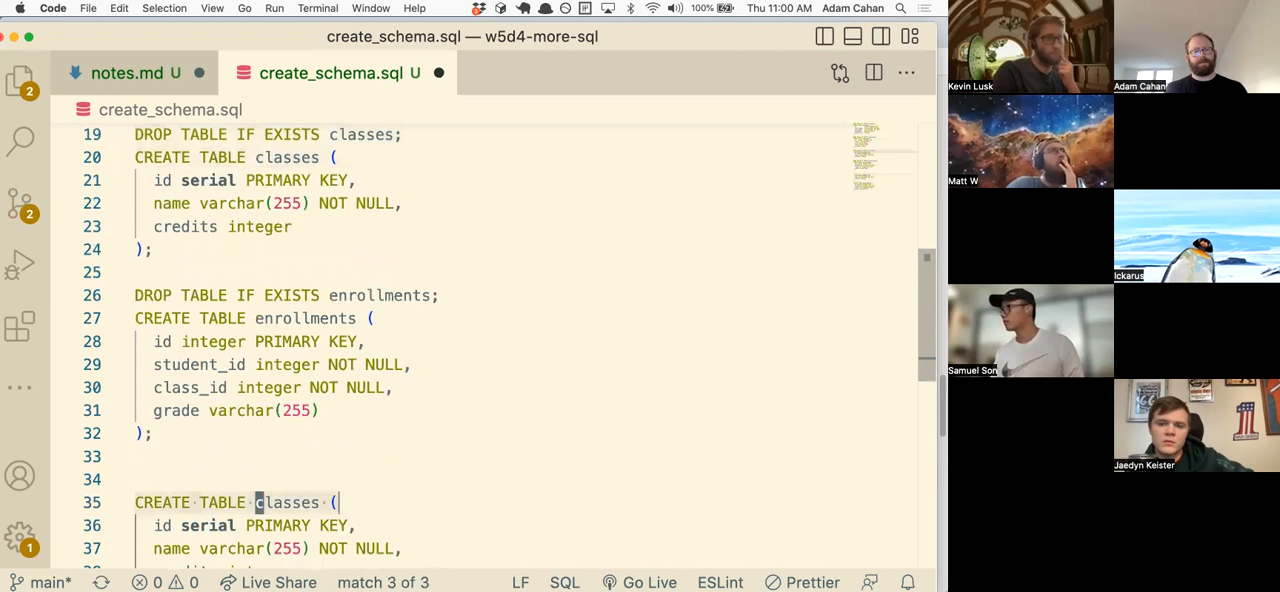 Code File Edit Selection View Go Run Terminal Window Help 100% Thu 11:00 AM Adam Cahan
create_schema.sql — w5d4-more-sql
notes.md U create_schema.sql U
create_schema.sql
19 DROP TABLE IF EXISTS classes;
20 CREATE TABLE classes (
21 id serial PRIMARY KEY,
22 name varchar(255) NOT NULL,
23 credits integer
24 );
25
26 DROP TABLE IF EXISTS enrollments;
27 CREATE TABLE enrollments (
28 id integer PRIMARY KEY,
29 student_id integer NOT NULL,
30 class_id integer NOT NULL,
31 grade varchar(255)
32 );
33
34
35 CREATE TABLE classes (
36 id serial PRIMARY KEY,
37 name varchar(255) NOT NULL,
2
2
1
main* 0 0 Live Share match 3 of 3 LF SQL Go Live ESLint Prettier
Kevin Lusk
Adam Cahan
Matt W
Ickarus
Samuel Son
Jaedyn Keister
66